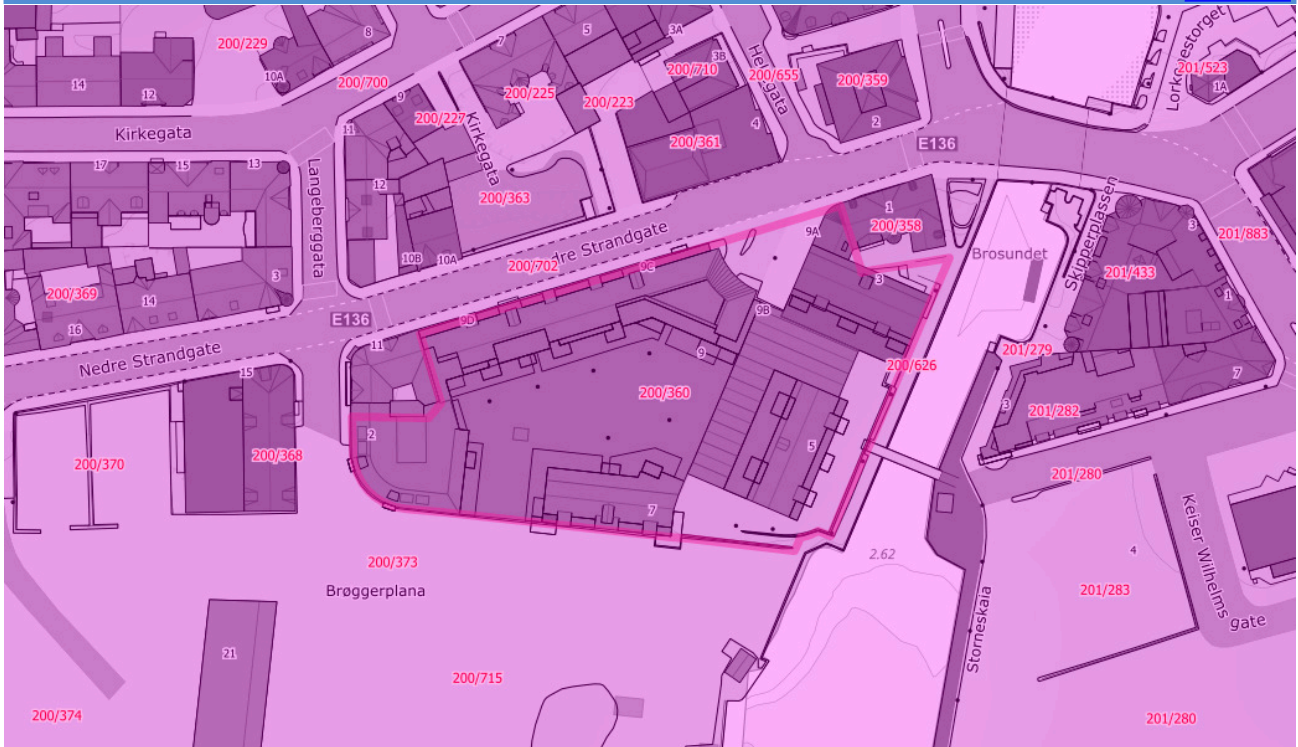 8
7
5
3A
200/229
3B
200/710
10A
200/700
200/655
200/359
201/523
1A
Lorkenestorget
14
12
9
200/225
200/223
200/227
11
Kirkegata
Kirkegata
4
200/361
2
E136
17
15
13
Langeberggata
12
200/363
1
200/358
9A
Skipperplassen
3
201/883
Brosundet
201/433
10B
10A
200/702
dre Strandgate
9C
3
3
200/369
14
16
9B
1
E136
9D
11
9
Nedre Strandgate
15
200/360
200/626
201/279
7
3
201/282
2
5
200/370
200/368
201/280
7
Keiser Wilhelms gate
2.62
4
200/373
Brøggerplana
201/283
Storneskaia
21
200/715
200/374
201/280